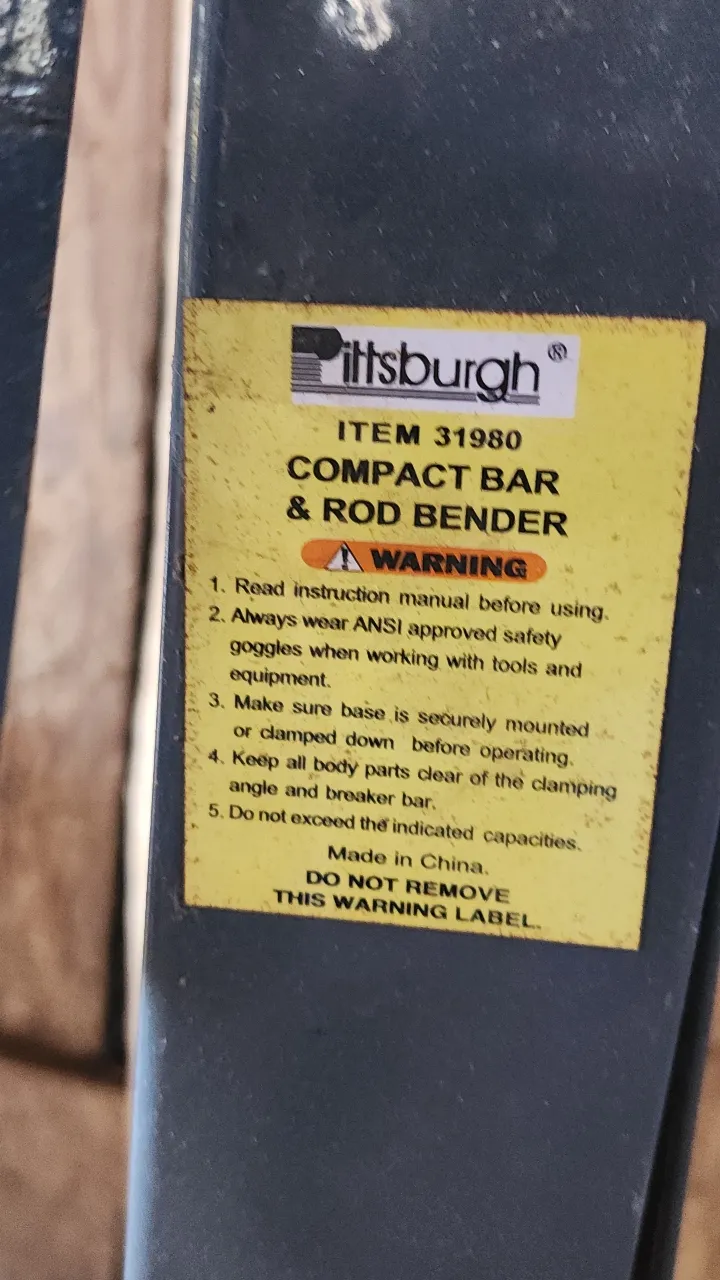 Pittsburgh®
ITEM 31980
COMPACT BAR
& ROD BENDER
WARNING
1. Read instruction manual before using.
2. Always wear ANSI approved safety
goggles when working with tools and
equipment.
3. Make sure base is securely mounted
or clamped down before operating.
4. Keep all body parts clear of the clamping
angle and breaker bar.
5. Do not exceed the indicated capacities.
Made in China.
DO NOT REMOVE
THIS WARNING LABEL.